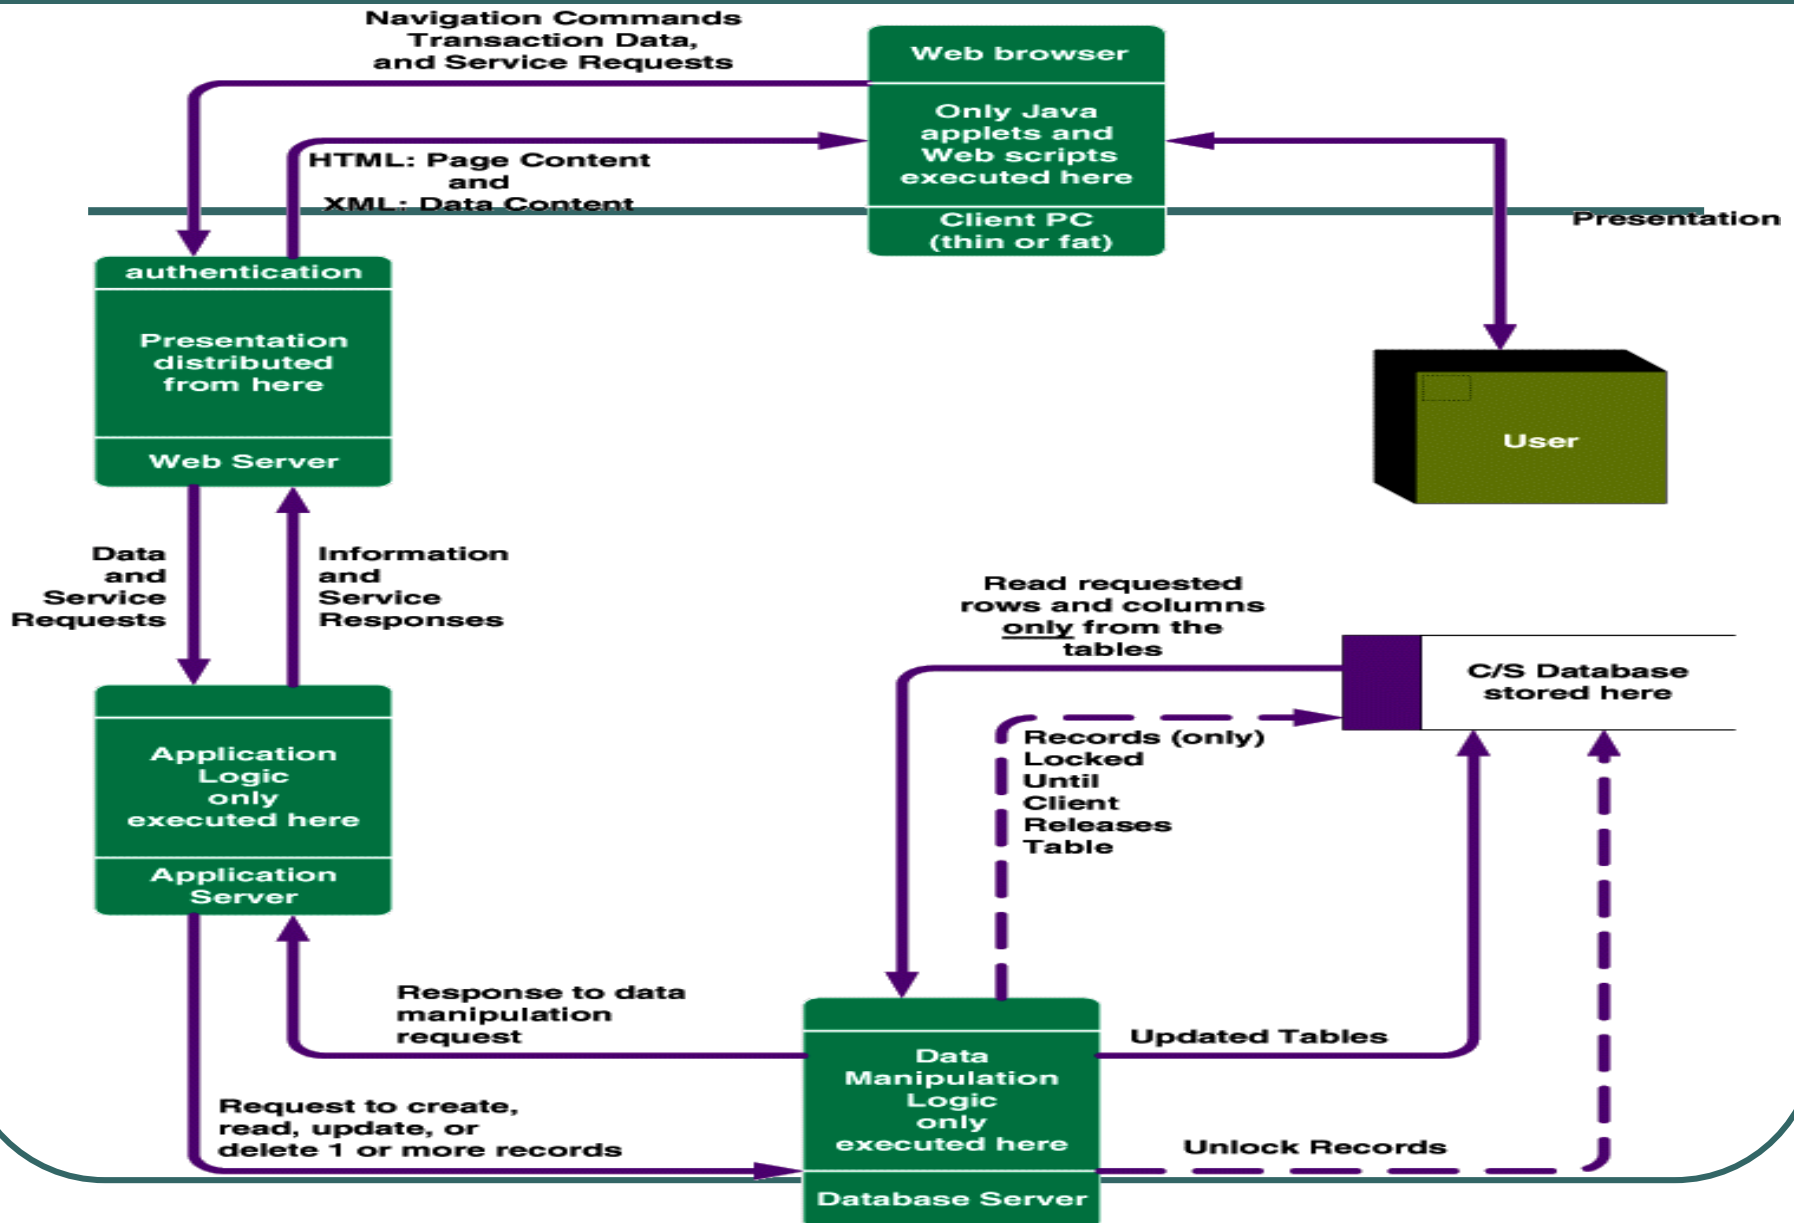 Navigation Commands
Transaction Data,
and Service Requests
Web browser
Only Java
applets and
Web scripts
executed here
Client PC
(thin or fat)
HTML: Page Content
and
XML: Data Content
Presentation
authentication
Presentation
distributed
from here
Web Server
User
Data
and
Service
Requests
Information
and
Service
Responses
Read requested
rows and columns
only from the
tables
C/S Database
stored here
Records (only)
Locked
Until
Client
Releases
Table
Application
Logic
only
executed here
Application
Server
Response to data
manipulation
request
Updated Tables
Data
Manipulation
Logic
only
executed here
Database Server
Request to create,
read, update, or
delete 1 or more records
Unlock Records